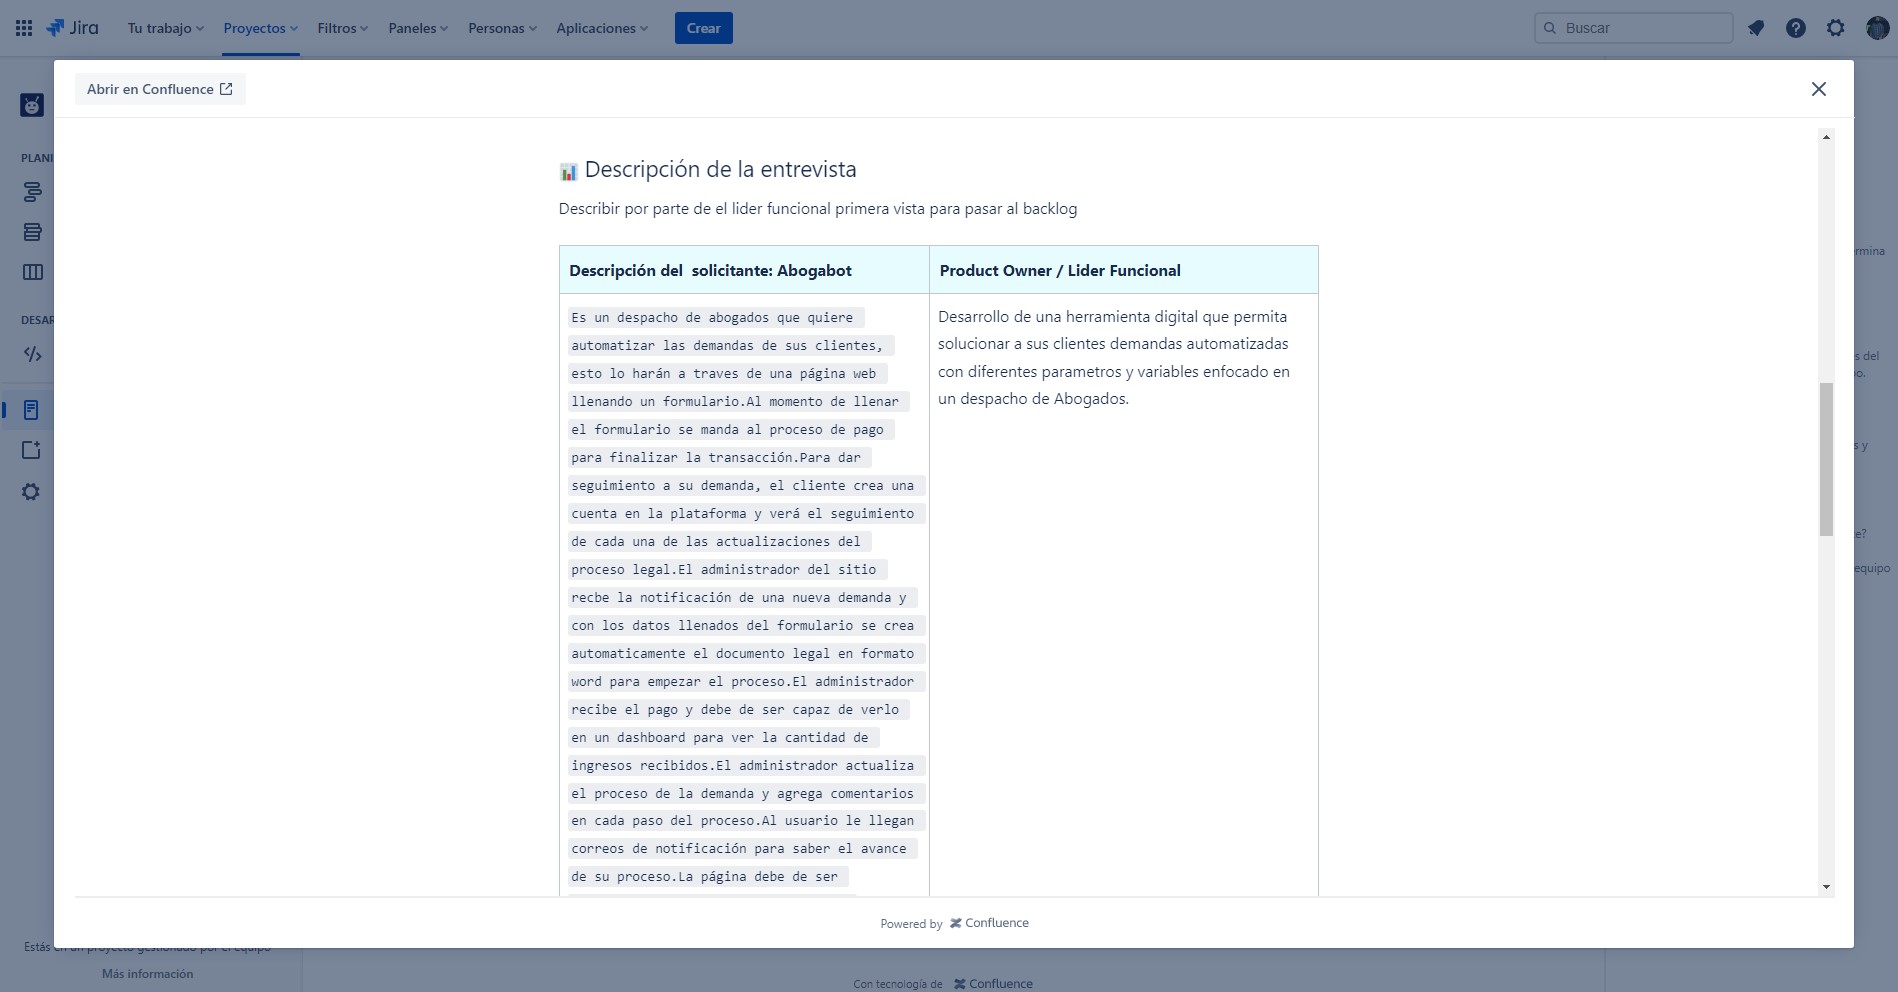 Jira
Tu trabajo
Proyectos
Filtros
Paneles
Personas
Aplicaciones
Crear
Buscar
Abrir en Confluence
PLANI
DESAR
Descripción de la entrevista
Describir por parte de el lider funcional primera vista para pasar al backlog
Descripción del solicitante: Abogabot
Es un despacho de abogados que quiere
automatizar las demandas de sus clientes,
esto lo harán a traves de una página web
llenando un formulario.Al momento de llenar
el formulario se manda al proceso de pago
para finalizar la transacción.Para dar
seguimiento a su demanda, el cliente crea una
cuenta en la plataforma y verá el seguimiento
de cada una de las actualizaciones del
proceso legal.El administrador del sitio
recbe la notificación de una nueva demanda y
con los datos llenados del formulario se crea
automaticamente el documento legal en formato
word para empezar el proceso.El administrador
recibe el pago y debe de ser capaz de verlo
en un dashboard para ver la cantidad de
ingresos recibidos.El administrador actualiza
el proceso de la demanda y agrega comentarios
en cada paso del proceso.Al usuario le llegan
correos de notificación para saber el avance
de su proceso.La página debe de ser
Product Owner / Lider Funcional
Desarrollo de una herramienta digital que permita
solucionar a sus clientes demandas automatizadas
con diferentes parametros y variables enfocado en
un despacho de Abogados.
ermina
s del
o.
s y
te?
equipo
Powered by Confluence
Estás en un proyecto gestionado por el equipo
Más información
Con tecnología de Confluence